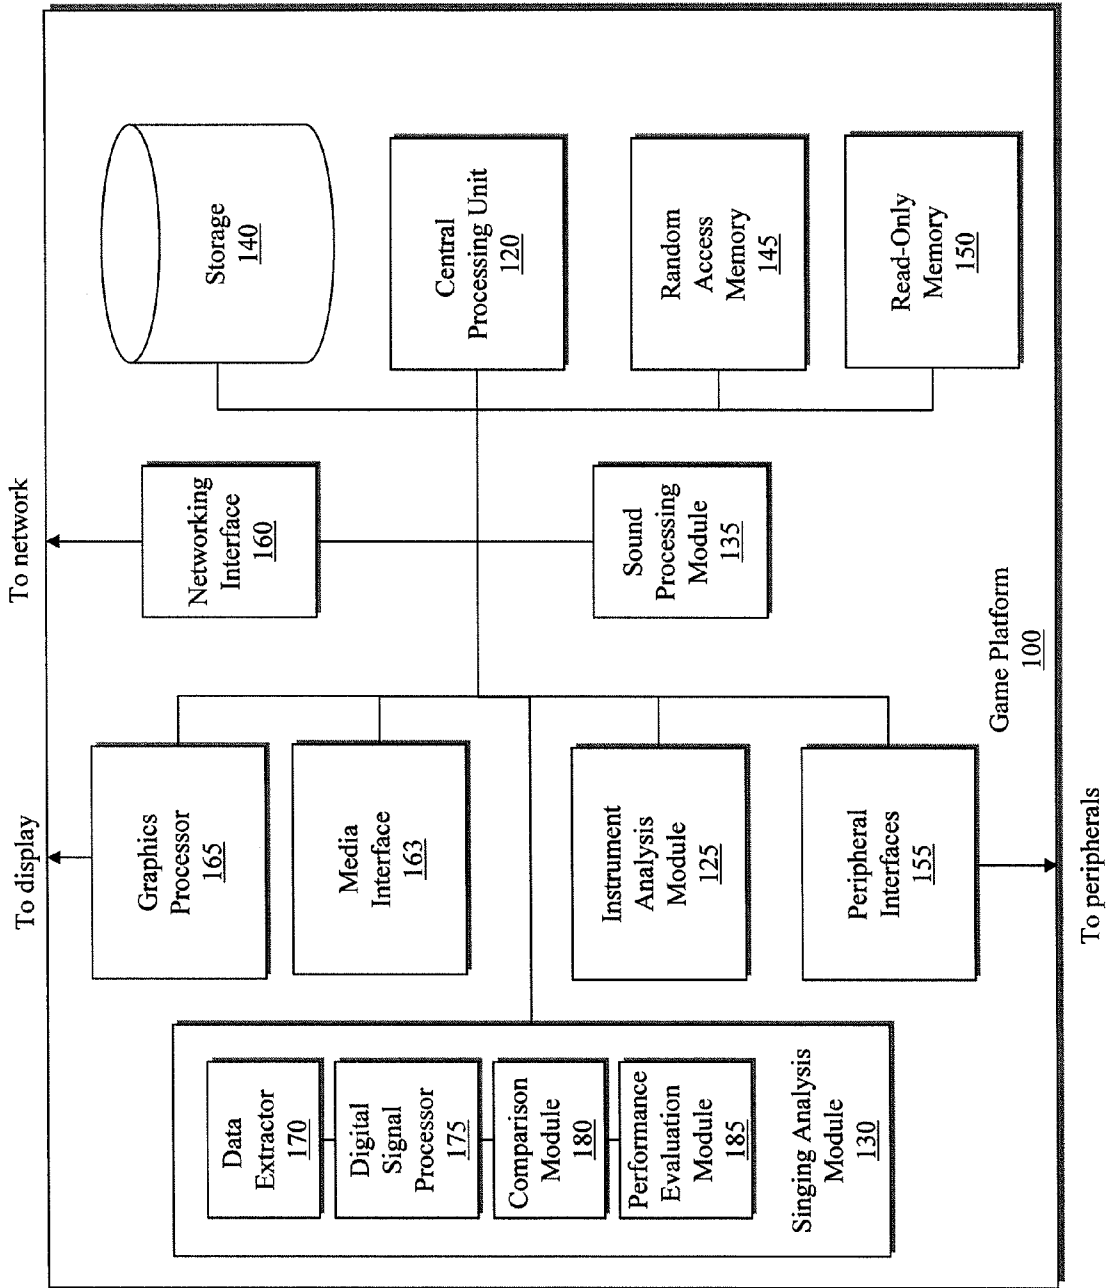 To display
To network
Data
Extractor
170
Digital
Signal
Processor
175
Comparison
Module
180
Performance
Evaluation
Module
185
Singing Analysis
Module
130
Graphics
Processor
165
Media
Interface
163
Instrument
Analysis
Module
125
Peripheral
Interfaces
155
Networking
Interface
160
Sound
Processing
Module
135
Storage
140
Central
Processing Unit
120
Random
Access
Memory
145
Read-Only
Memory
150
Game Platform
100
To peripherals